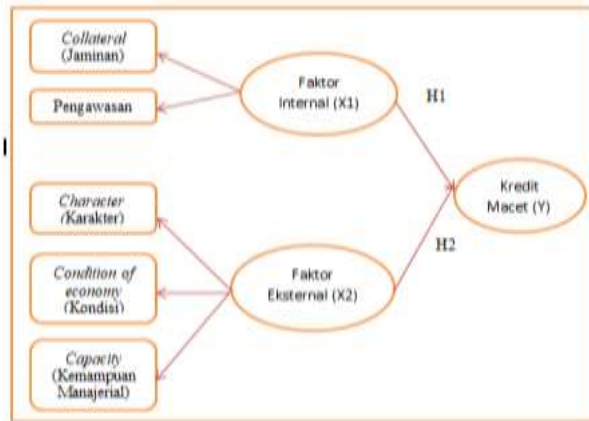 Collateral
(Jaminan)
Pengawasan
Faktor
Internal (X1)
H1
Kredit
Macet (Y)
H2
Character
(Karakter)
Condition of
economy
(Kondisi)
Faktor
Eksternal (X2)
Capacity
(Kemampuan
Manajerial)